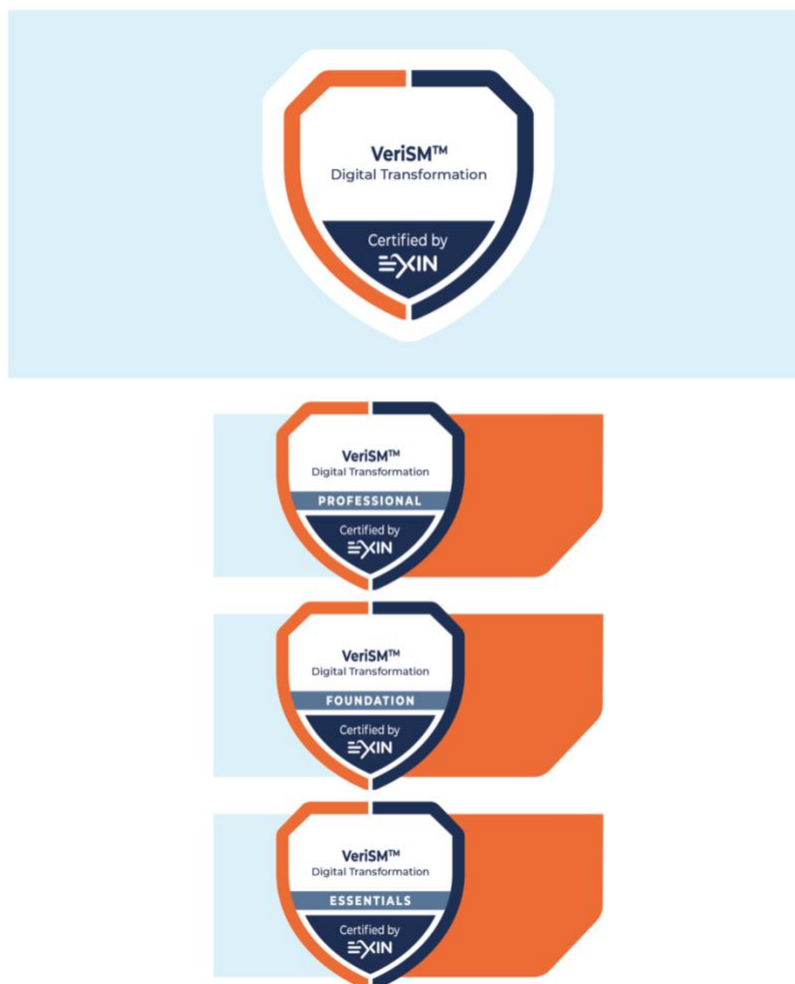 VeriSM™
Digital Transformation
Certified by
EXIN
VeriSM™
Digital Transformation
PROFESSIONAL
Certified by
EXIN
VeriSM™
Digital Transformation
FOUNDATION
Certified by
EXIN
VeriSM™
Digital Transformation
ESSENTIALS
Certified by
EXIN